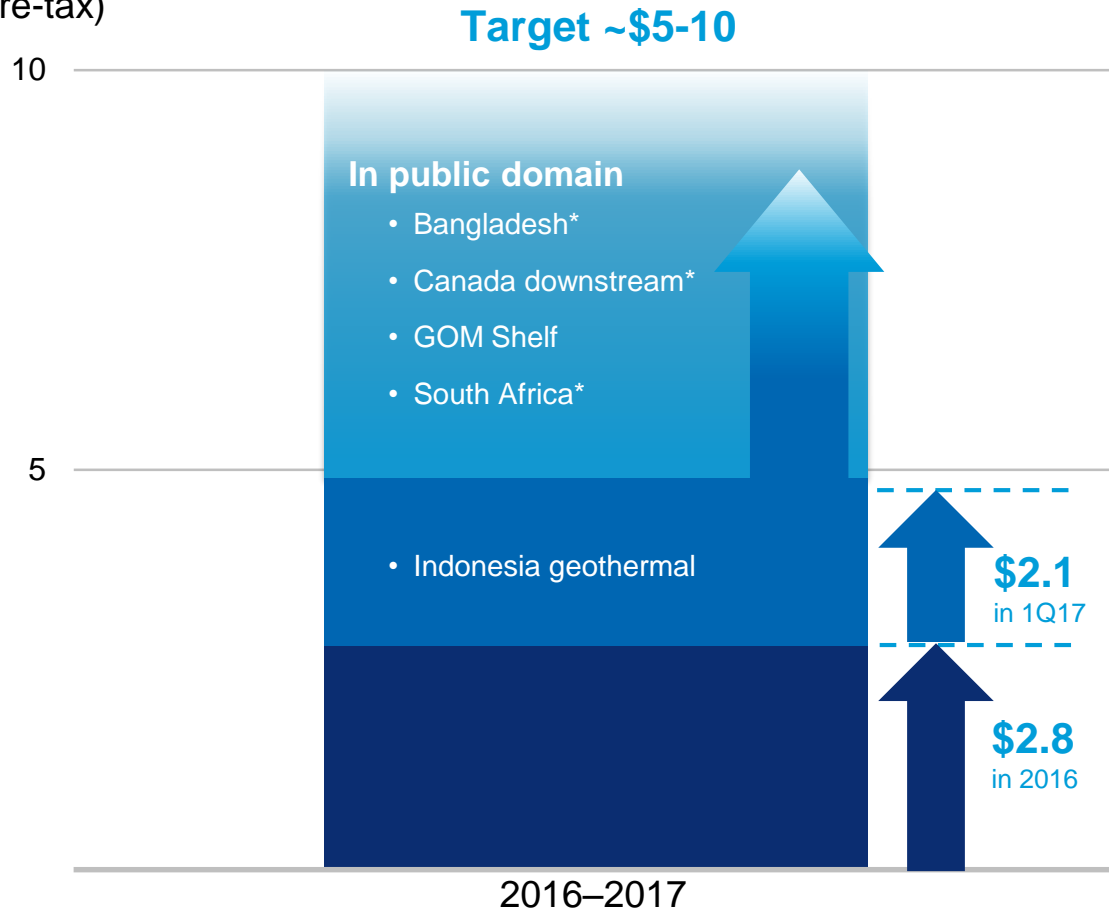 re-tax)
Target ~$5-10
10
In public domain
• Bangladesh*
• Canada downstream*
• GOM Shelf
• South Africa*
5
• Indonesia geothermal
$2.1
in 1Q17
$2.8
in 2016
2016–2017